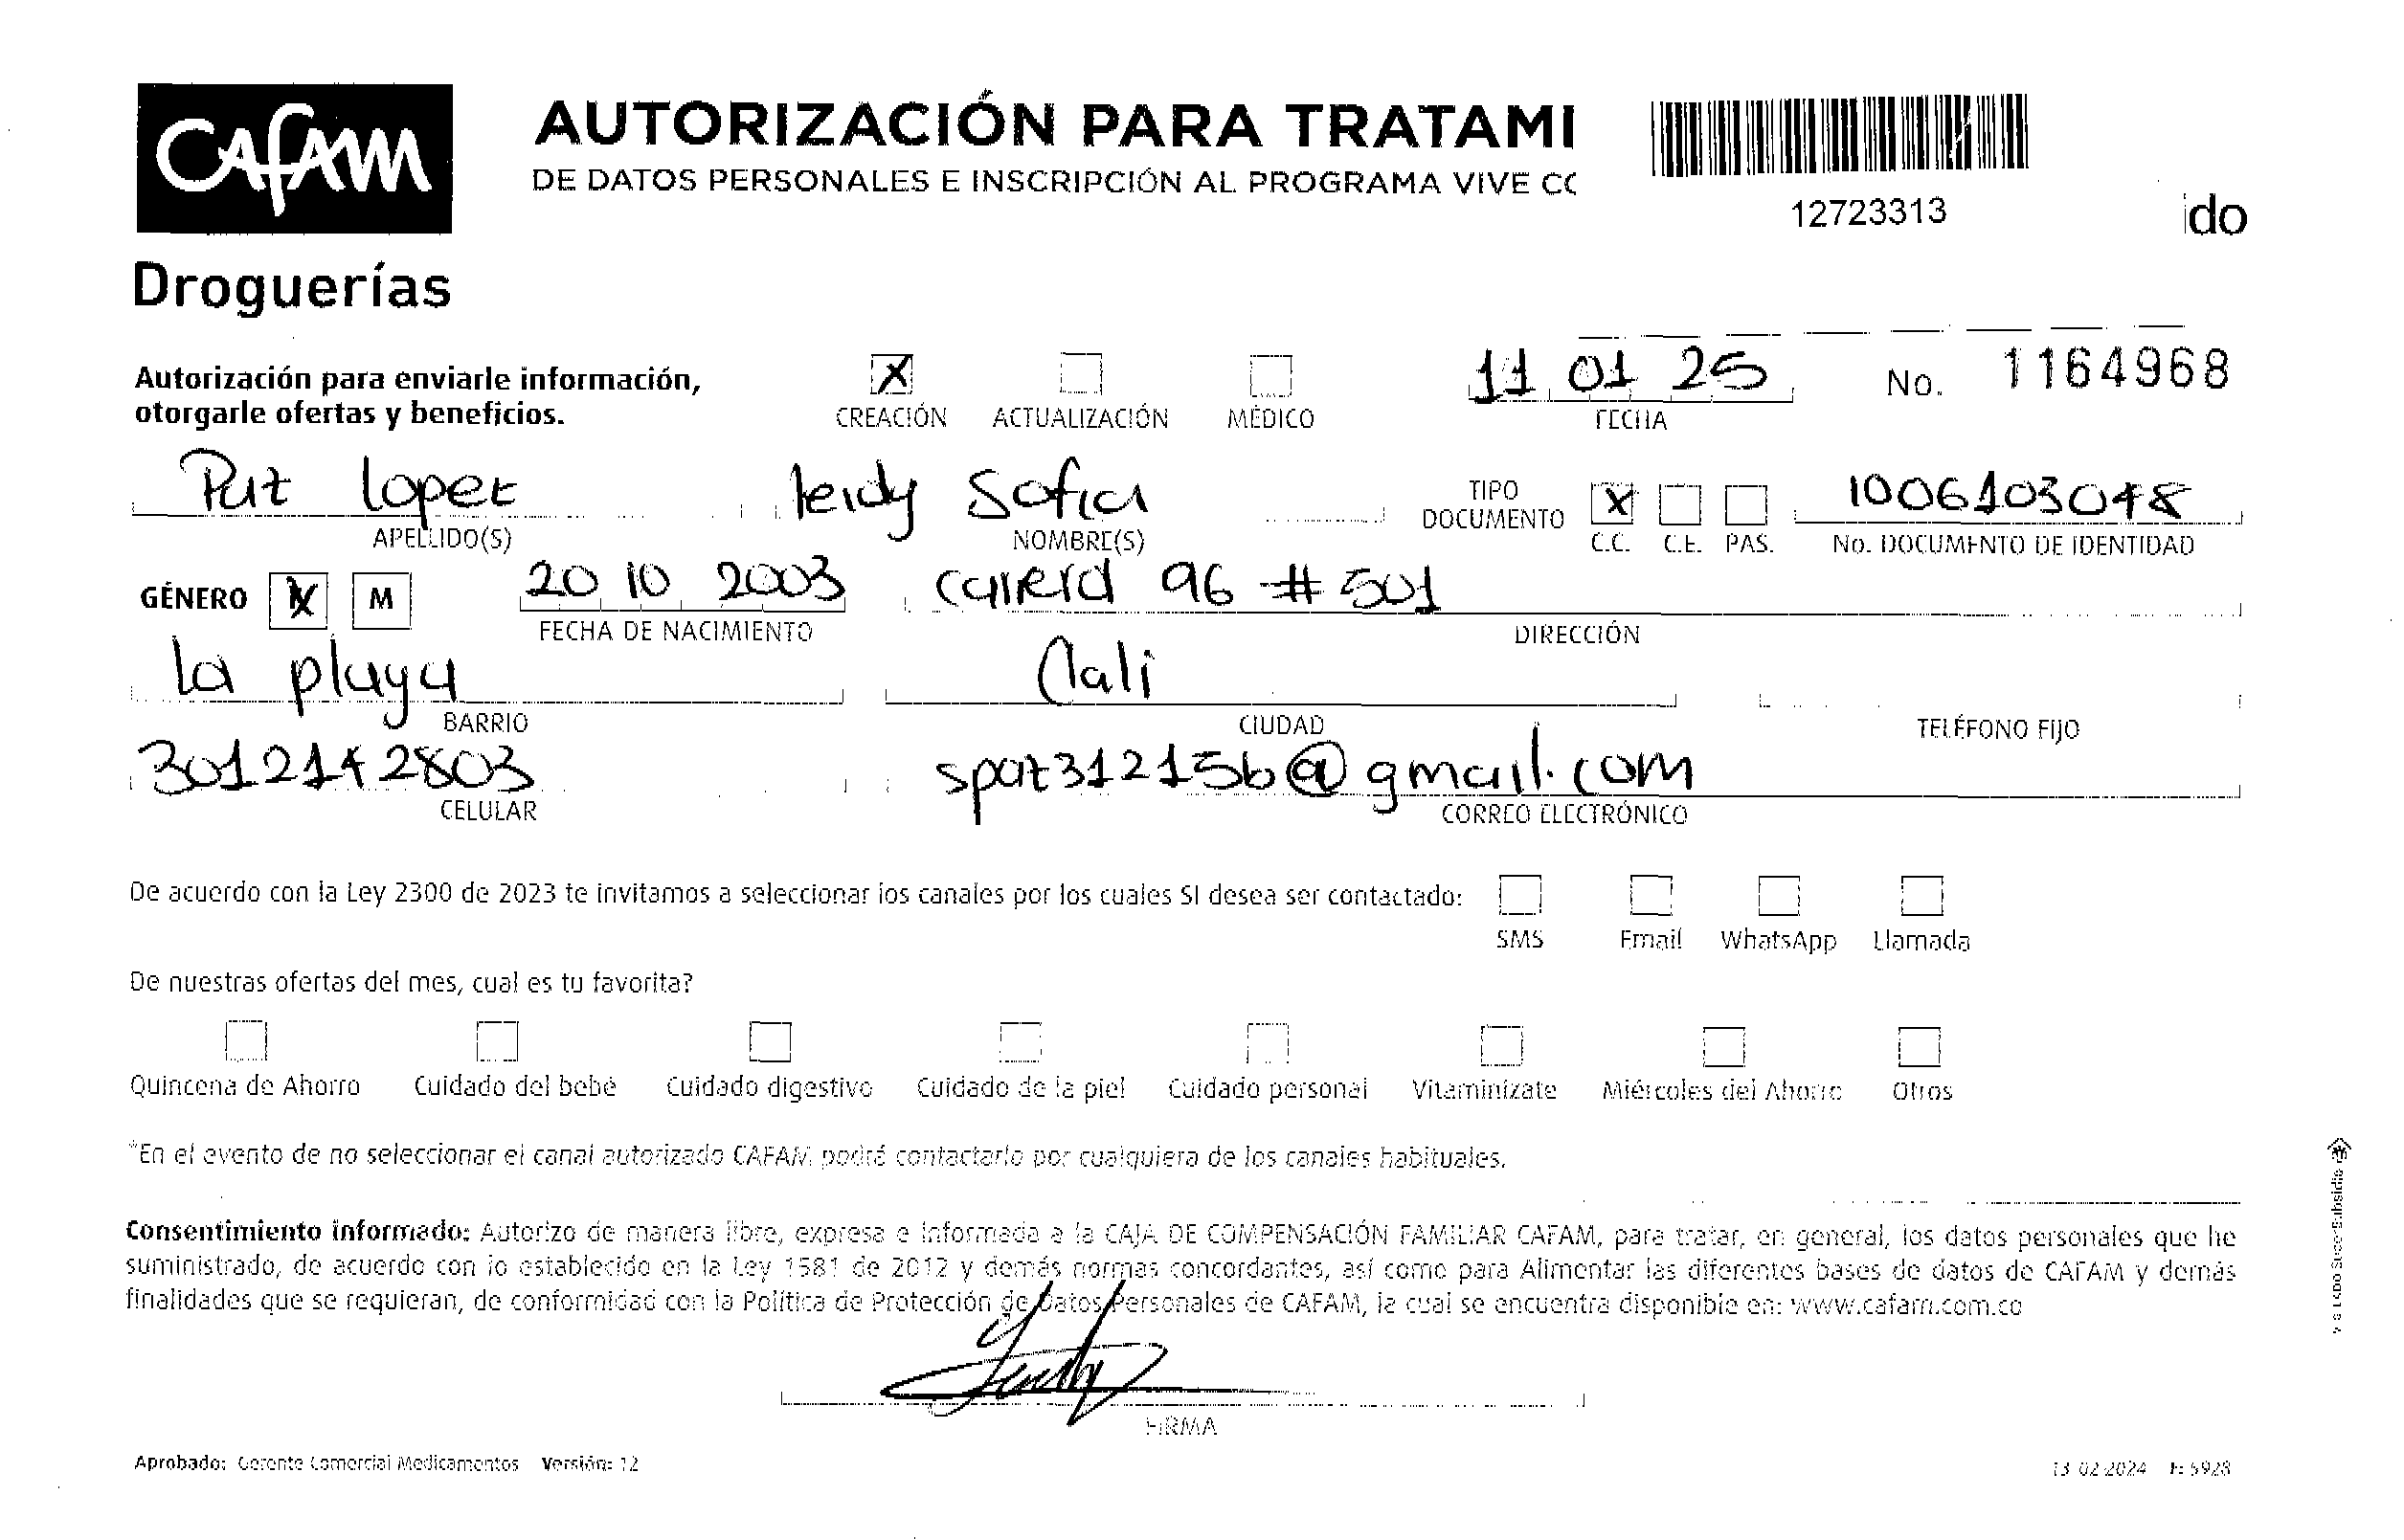 CAFAM
Droguerías
AUTORIZACIÓN PARA TRATAMI
DE DATOS PERSONALES E INSCRIPCIÓN AL PROGRAMA VIVE CO
12723313
ido
Autorización para enviarle información,
otorgarle ofertas y beneficios.
X
CREACIÓN ACTUALIZACIÓN MÉDICO
11 01 25
FECHA
No. 1164968
Paz lopez
APELLIDO(S)
leidy Sofia
NOMBRE(S)
TIPO
DOCUMENTO
X
C.C. C.E. PAS.
1006103048
No. DOCUMENTO DE IDENTIDAD
GÉNERO X M
20 10 2003
FECHA DE NACIMIENTO
96 # 501
DIRECCIÓN
la playa
BARRIO
Cali
CIUDAD
TELÉFONO FIJO
3012142803
CELULAR
spaz312156@gmail.com
CORREO ELECTRÓNICO
De acuerdo con la Ley 2300 de 2023 te invitamos a seleccionar los canales por los cuales SI desea ser contactado:
SMS Email WhatsApp Llamada
De nuestras ofertas del mes, cual es tu favorita?
Quincena de Ahorro Cuidado del bebé Cuidado digestivo Cuidado de la piel Cuidado personal Vitaminízate Miércoles del Ahorro Otros
*En el evento de no seleccionar el canal autorizado CAFAM podrá contactarlo por cualquiera de los canales habituales.
Consentimiento informado: Autorizo de manera libre, expresa e informada a la CAJA DE COMPENSACIÓN FAMILIAR CAFAM, para tratar, en general, los datos personales que he
suministrado, de acuerdo con lo establecido en la Ley 1581 de 2012 y demás normas concordantes, así como para Alimentar las diferentes bases de datos de CAFAM y demás
finalidades que se requieran, de conformidad con la Política de Protección de Datos Personales de CAFAM, la cual se encuentra disponible en: www.cafam.com.co
FIRMA
Aprobado: Gerente Comercial Medicamentos Versión: 12
13 02 2024 F: 5928